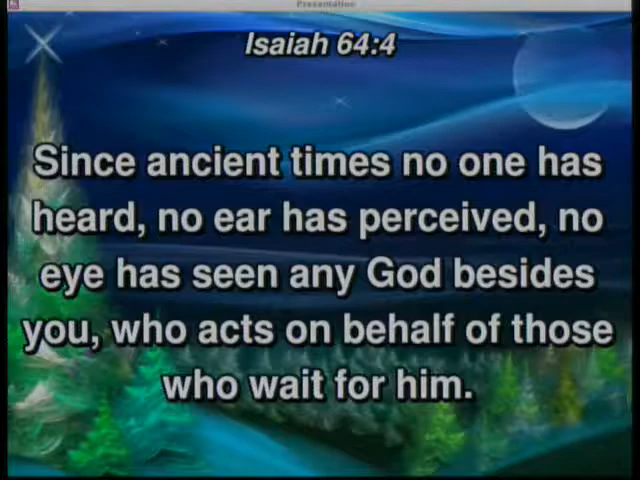 Presentation
Isaiah 64:4
Since ancient times no one has
heard, no ear has perceived, no
eye has seen any God besides
you, who acts on behalf of those
who wait for him.